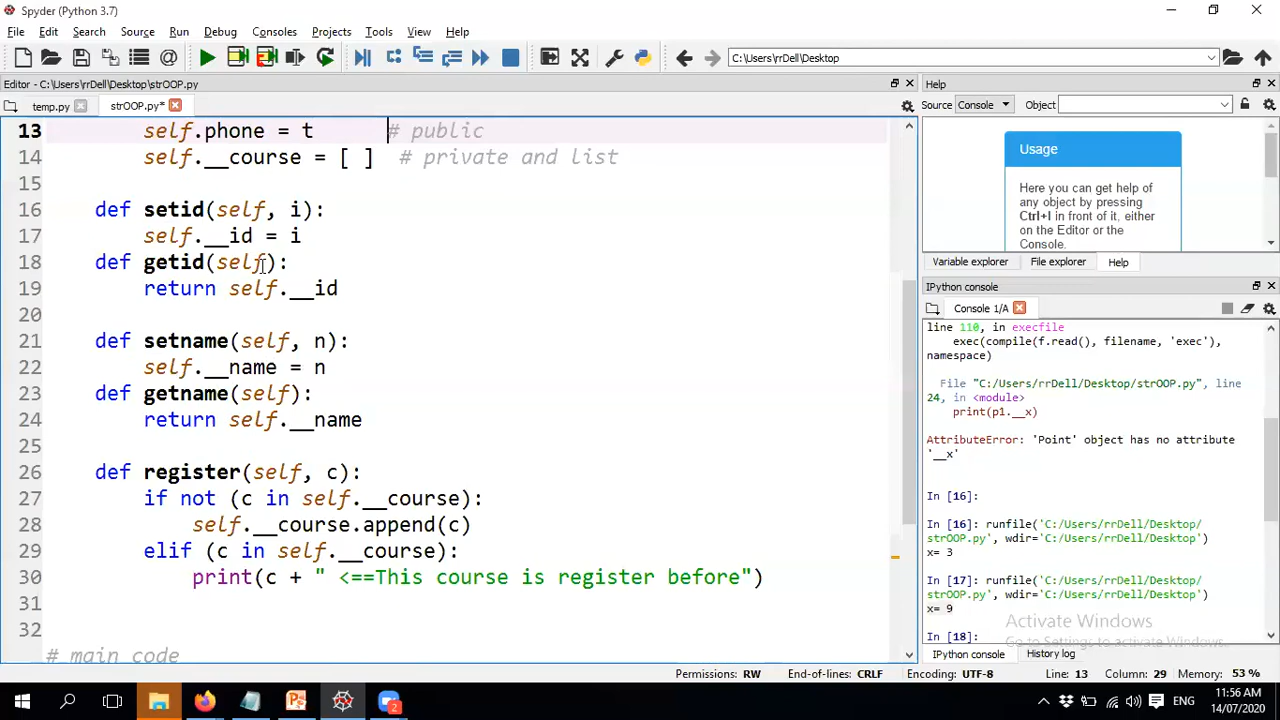 Spyder (Python 3.7)
File Edit Search Source Run Debug Consoles Projects Tools View Help
C:\Users\rrDell\Desktop
Editor - C:\Users\rrDell\Desktop\strOOP.py
temp.py strOOP.py*
13 self.phone = t # public
14 self.__course = [ ] # private and list
15
16 def setid(self, i):
17 self.__id = i
18 def getid(self):
19 return self.__id
20
21 def setname(self, n):
22 self.__name = n
23 def getname(self):
24 return self.__name
25
26 def register(self, c):
27 if not (c in self.__course):
28 self.__course.append(c)
29 elif (c in self.__course):
30 print(c + " <==This course is register before")
31
32
# main code
Help
Source Console Object
Usage
Here you can get help of
any object by pressing
Ctrl+I in front of it, either
on the Editor or the
Console.
Variable explorer File explorer Help
IPython console
Console 1/A
line 110, in execfile
exec(compile(f.read(), filename, 'exec'),
namespace)
File "C:/Users/rrDell/Desktop/strOOP.py", line
24, in <module>
print(p1.__x)
AttributeError: 'Point' object has no attribute
'__x'
In [16]:
In [16]: runfile('C:/Users/rrDell/Desktop/
strOOP.py', wdir='C:/Users/rrDell/Desktop')
x= 3
In [17]: runfile('C:/Users/rrDell/Desktop/
strOOP.py', wdir='C:/Users/rrDell/Desktop')
x= 9
In [18]:
Activate Windows
Go to Settings to activate Windows.
IPython console History log
Permissions: RW End-of-lines: CRLF Encoding: UTF-8 Line: 13 Column: 29 Memory: 53 %
2
ENG
11:56 AM
14/07/2020